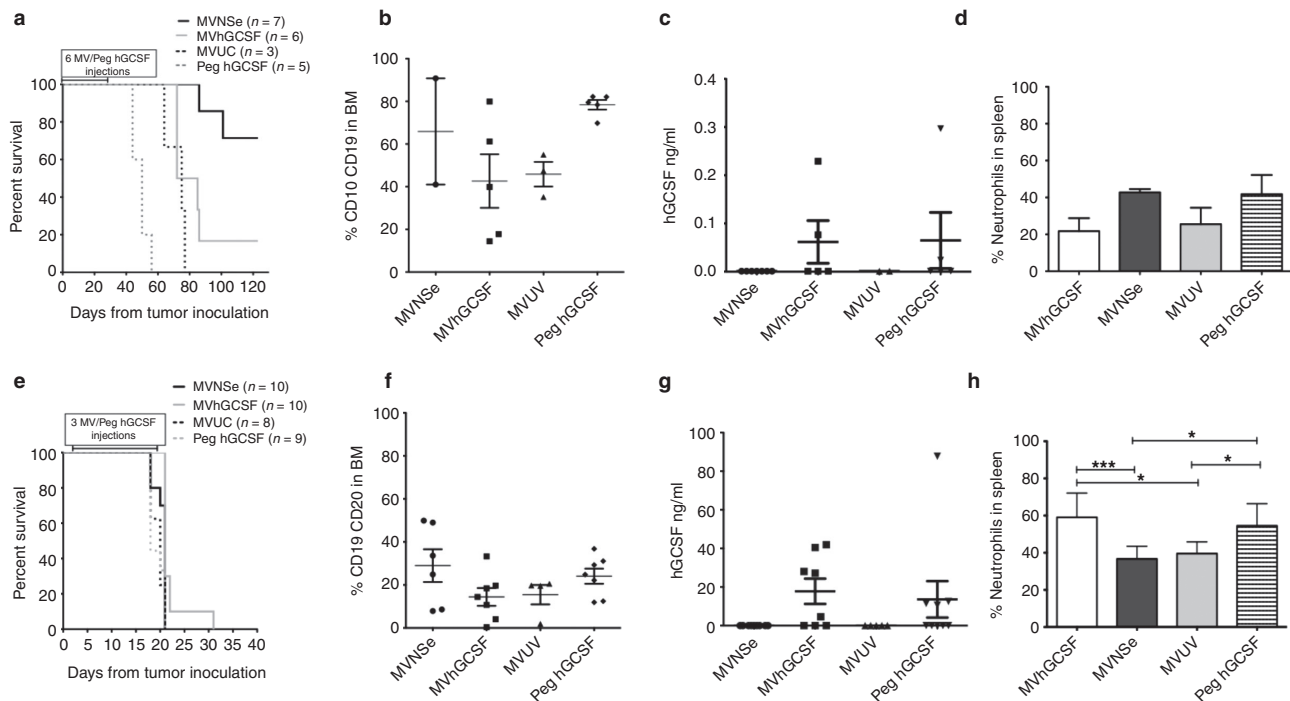 a
MVNSe (n = 7)
MVhGCSF (n = 6)
MVUC (n = 3)
Peg hGCSF (n = 5)
6 MV/Peg hGCSF
injections
Percent survival
100
80
60
40
20
0
0 20 40 60 80 100 120
Days from tumor inoculation
b
% CD10 CD19 in BM
100
80
60
40
20
0
MVNSe
MVhGCSF
MVUV
Peg hGCSF
c
hGCSF ng/ml
0.4
0.3
0.2
0.1
0.0
MVNSe
MVhGCSF
MVUV
Peg hGCSF
d
% Neutrophils in spleen
100
80
60
40
20
0
MVhGCSF
MVNSe
MVUV
Peg hGCSF
e
MVNSe (n = 10)
MVhGCSF (n = 10)
MVUC (n = 8)
Peg hGCSF (n = 9)
3 MV/Peg hGCSF
injections
Percent survival
100
80
60
40
20
0
0 5 10 15 20 25 30 35 40
Days from tumor inoculation
f
% CD19 CD20 in BM
100
80
60
40
20
0
MVNSe
MVhGCSF
MVUV
Peg hGCSF
g
hGCSF ng/ml
100
80
60
40
20
0
MVNSe
MVhGCSF
MVUV
Peg hGCSF
h
% Neutrophils in spleen
100
80
60
40
20
0
*
***
*
*
MVhGCSF
MVNSe
MVUV
Peg hGCSF